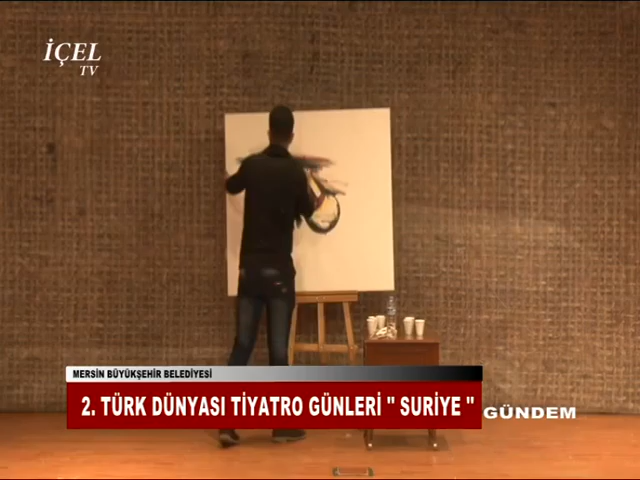 İÇEL
TV
MERSİN BÜYÜKŞEHİR BELEDİYESİ
2. TÜRK DÜNYASI TİYATRO GÜNLERİ " SURİYE "
GÜNDEM